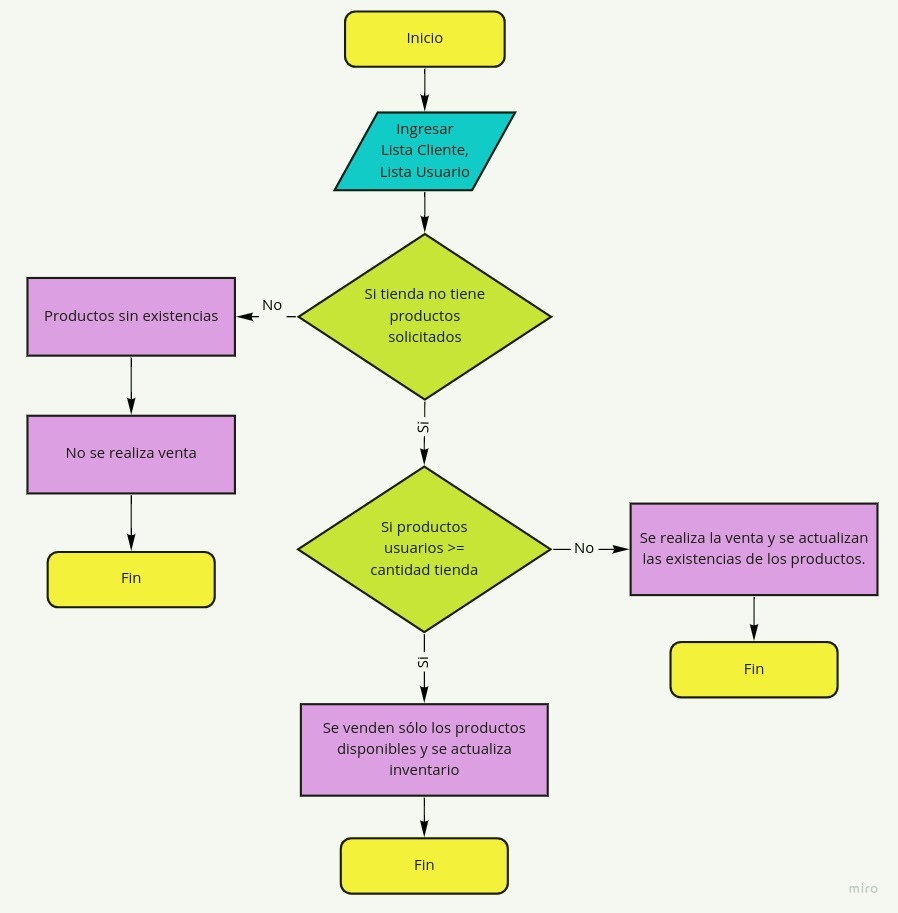 Inicio
Ingresar
Lista Cliente,
Lista Usuario
Si tienda no tiene
productos
solicitados
No
Productos sin existencias
No se realiza venta
Fin
Si
Si productos
usuarios >=
cantidad tienda
No
Se realiza la venta y se actualizan
las existencias de los productos.
Fin
Si
Se venden sólo los productos
disponibles y se actualiza
inventario
Fin
miro